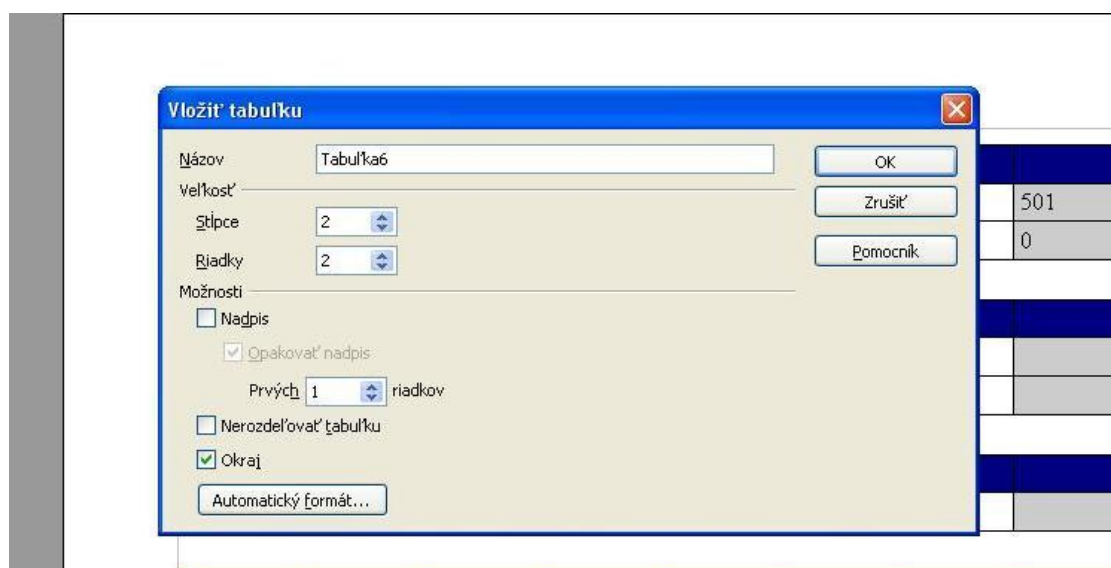 Vložiť tabuľku
Názov Tabuľka6 OK
Veľkosť Zrušiť
Stĺpce 2 501
Riadky 2 Pomocník 0
Možnosti
Nadpis
Opakovať nadpis
Prvých 1 riadkov
Nerozdeľovať tabuľku
Okraj
Automatický formát...